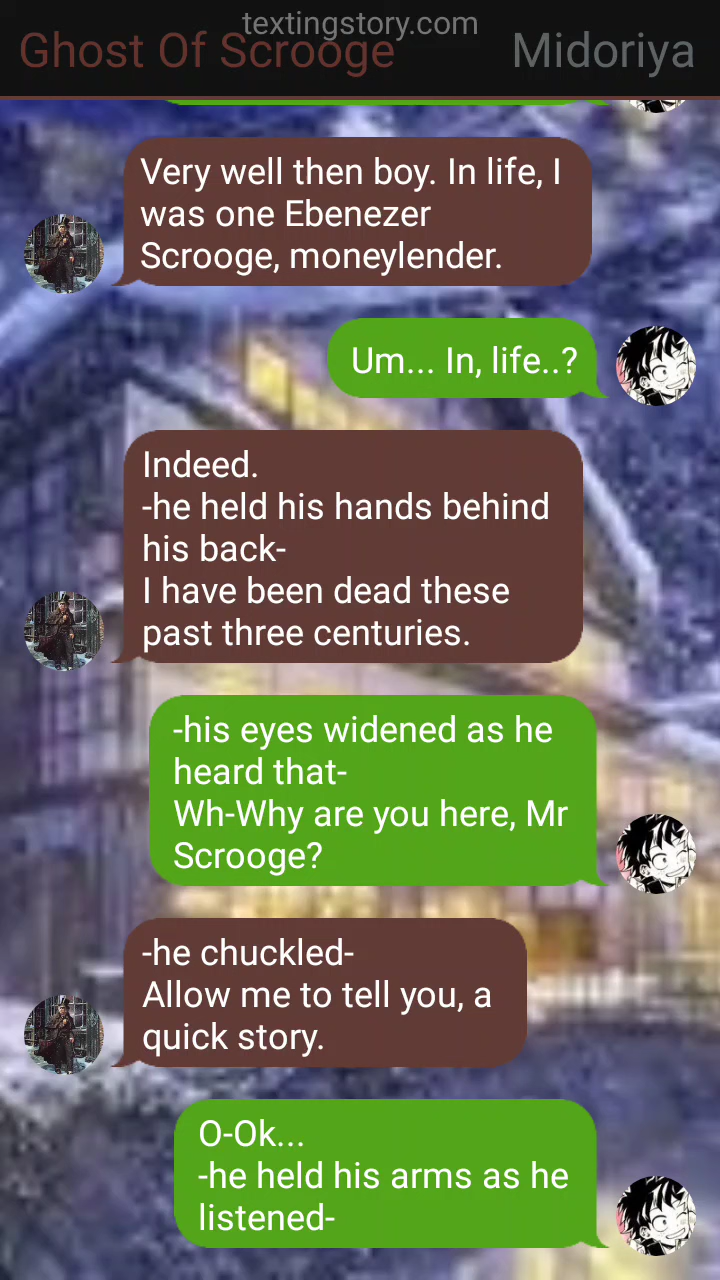 textingstory.com
Ghost Of Scrooge
Midoriya
Very well then boy. In life, I
was one Ebenezer
Scrooge, moneylender.
Um... In, life..?
Indeed.
-he held his hands behind
his back-
I have been dead these
past three centuries.
-his eyes widened as he
heard that-
Wh-Why are you here, Mr
Scrooge?
-he chuckled-
Allow me to tell you, a
quick story.
O-Ok...
-he held his arms as he
listened-